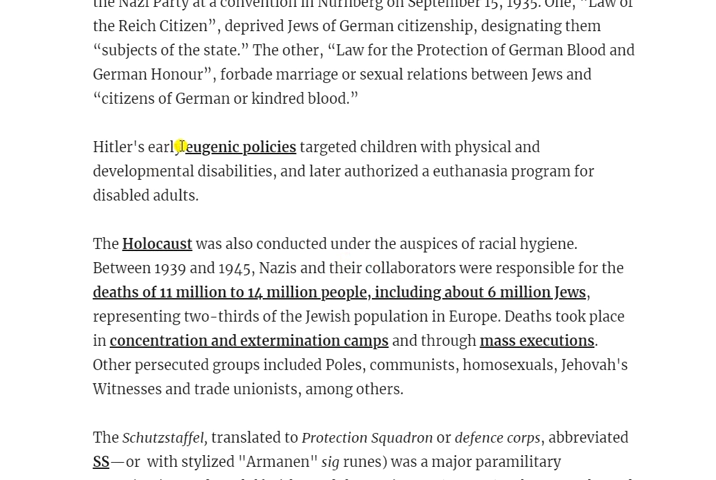 the Nazi Party at a convention in Nürnberg on September 15, 1935. One, “Law of
the Reich Citizen”, deprived Jews of German citizenship, designating them
“subjects of the state.” The other, “Law for the Protection of German Blood and
German Honour”, forbade marriage or sexual relations between Jews and
“citizens of German or kindred blood.”
Hitler's early eugenic policies targeted children with physical and
developmental disabilities, and later authorized a euthanasia program for
disabled adults.
The Holocaust was also conducted under the auspices of racial hygiene.
Between 1939 and 1945, Nazis and their collaborators were responsible for the
deaths of 11 million to 14 million people, including about 6 million Jews,
representing two-thirds of the Jewish population in Europe. Deaths took place
in concentration and extermination camps and through mass executions.
Other persecuted groups included Poles, communists, homosexuals, Jehovah's
Witnesses and trade unionists, among others.
The Schutzstaffel, translated to Protection Squadron or defence corps, abbreviated
SS—or with stylized "Armanen" sig runes) was a major paramilitary